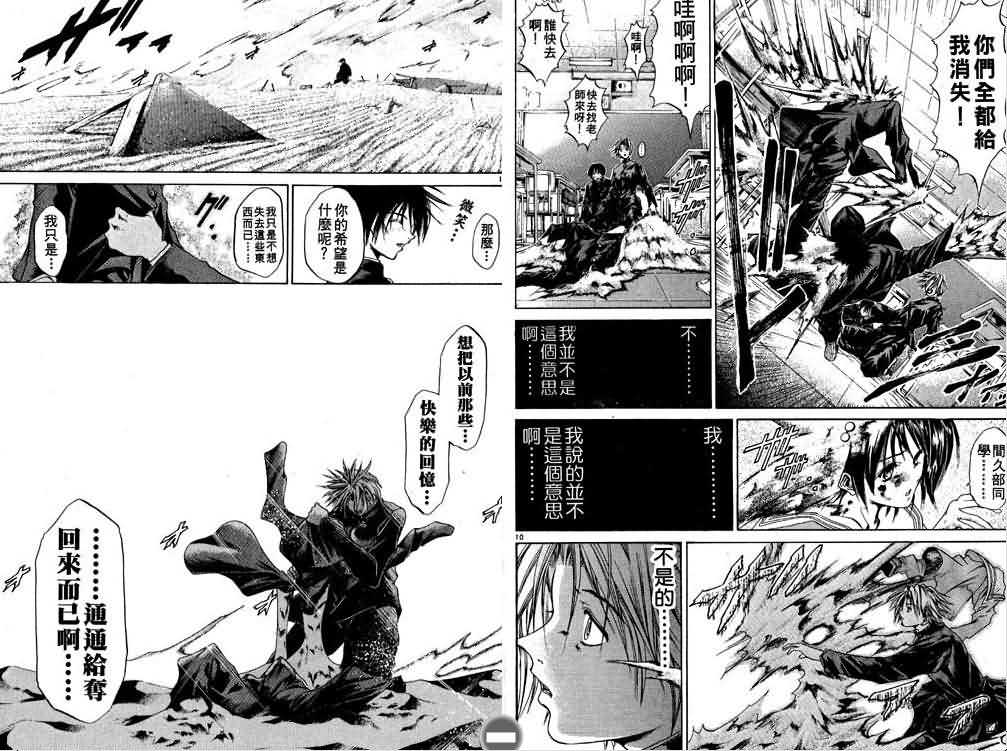 你們全都給
我消失！
哇啊啊啊！
哇啊！
誰快去
啊！
快去找老
師來呀！
…
不………
我並不是
這個意思
啊………
間久部同
學………
我………
我說的並不
是這個意思
啊………
10
不是的………
那麼…
微笑…
你的希望是
什麼呢？
我只是不想
失去這些東
西而已……
我只是…
想把以前那些…
快樂的回憶…
………通通給奪
回來而已啊………